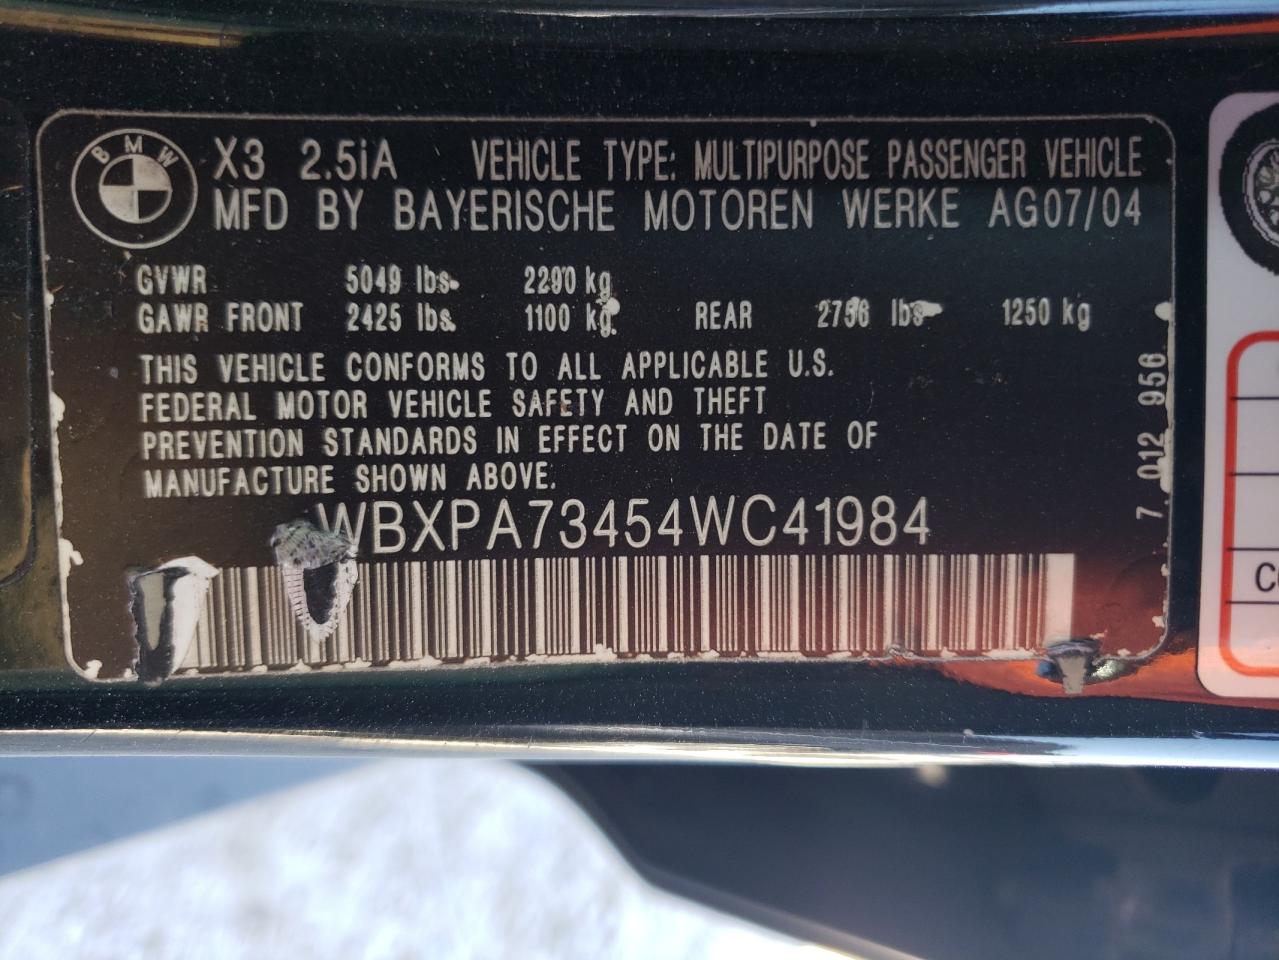 BMW
X3 2.5iA VEHICLE TYPE: MULTIPURPOSE PASSENGER VEHICLE
MFD BY BAYERISCHE MOTOREN WERKE AG07/04
GVWR 5049 lbs 2290 kg
GAWR FRONT 2425 lbs 1100 kg REAR 2756 lbs 1250 kg
THIS VEHICLE CONFORMS TO ALL APPLICABLE U.S.
FEDERAL MOTOR VEHICLE SAFETY AND THEFT
PREVENTION STANDARDS IN EFFECT ON THE DATE OF
MANUFACTURE SHOWN ABOVE.
WBXPA73454WC41984
7 012 956